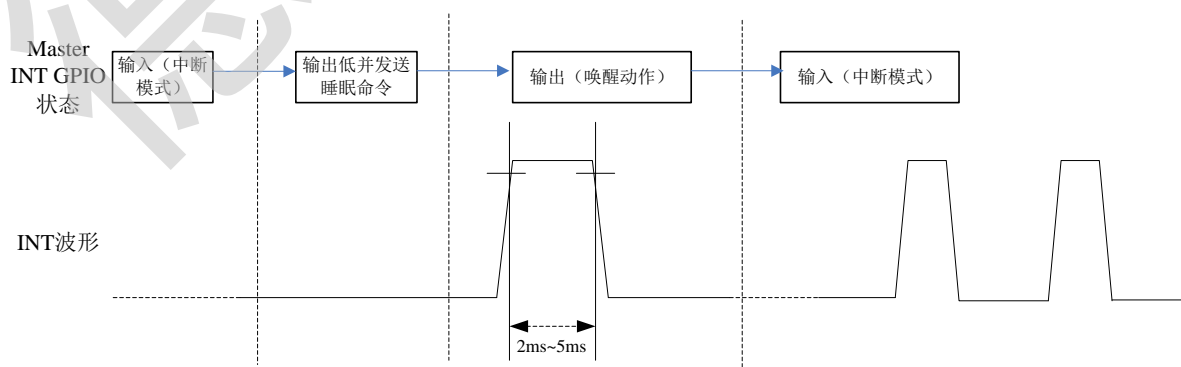 Master
INT GPIO
状态
输入（中断
模式）
输出低并发送
睡眠命令
输出（唤醒动作）
输入（中断模式）
INT波形
2ms~5ms